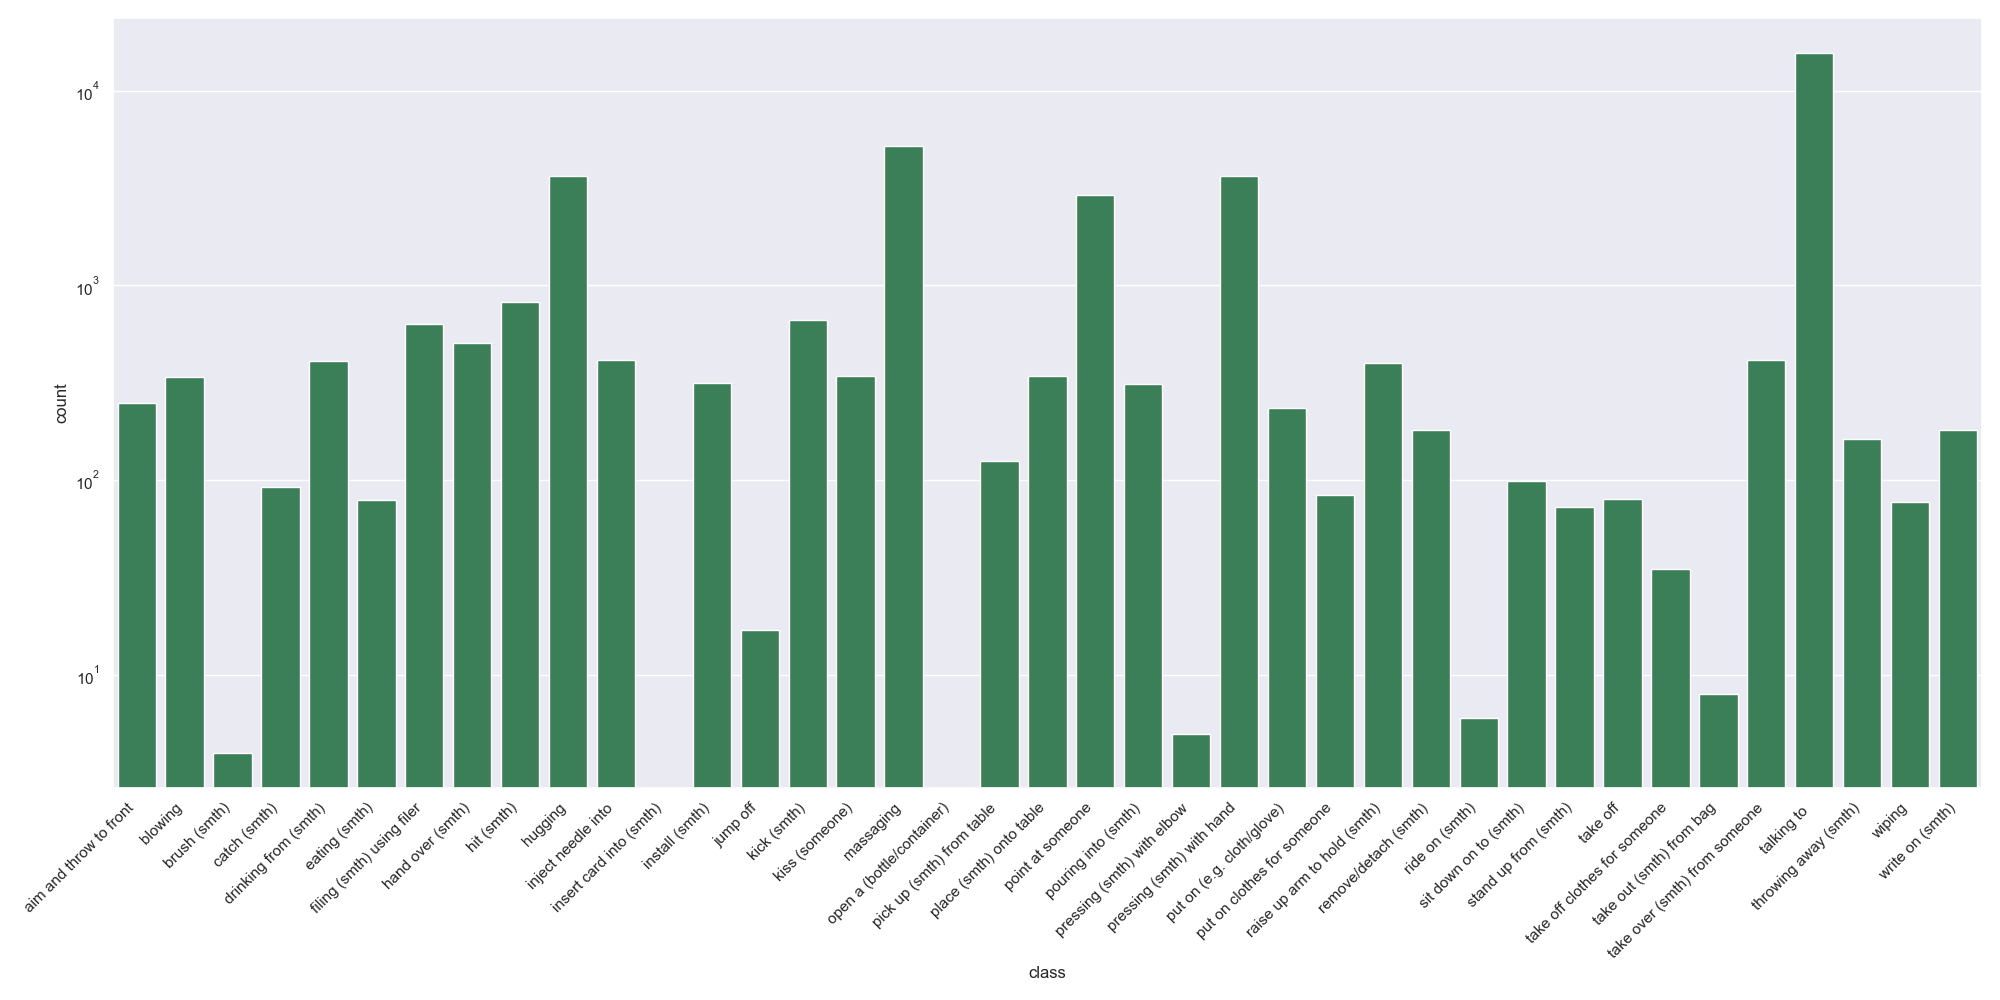 10^4
10^3
10^2
10^1
count
aim and throw to front
blowing
brush (smth)
catch (smth)
drinking from (smth)
eating (smth)
filing (smth) using filer
hand over (smth)
hit (smth)
hugging
inject needle into
insert card into (smth)
install (smth)
jump off
kick (smth)
kiss (someone)
massaging
open a (bottle/container)
pick up (smth) from table
place (smth) onto table
point at someone
pouring into (smth)
pressing (smth) with elbow
pressing (smth) with hand
put on (e.g. cloth/glove)
put on clothes for someone
raise up arm to hold (smth)
remove/detach (smth)
ride on (smth)
sit down on to (smth)
stand up from (smth)
take off
take off clothes for someone
take out (smth) from bag
take over (smth) from someone
talking to
throwing away (smth)
wiping
write on (smth)
class